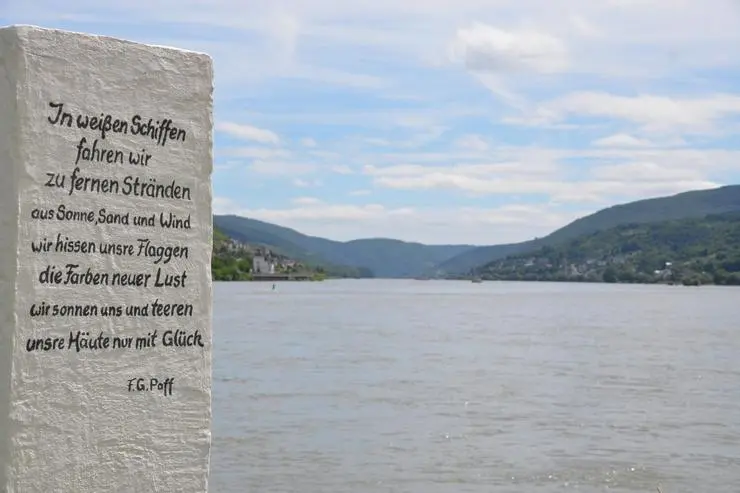 In weißen Schiffen
fahren wir
zu fernen Stränden
aus Sonne, Sand und Wind
wir hissen unsre Flaggen
die Farben neuer Lust
wir sonnen uns und teeren
unsre Häute nur mit Glück
F.G. Paff